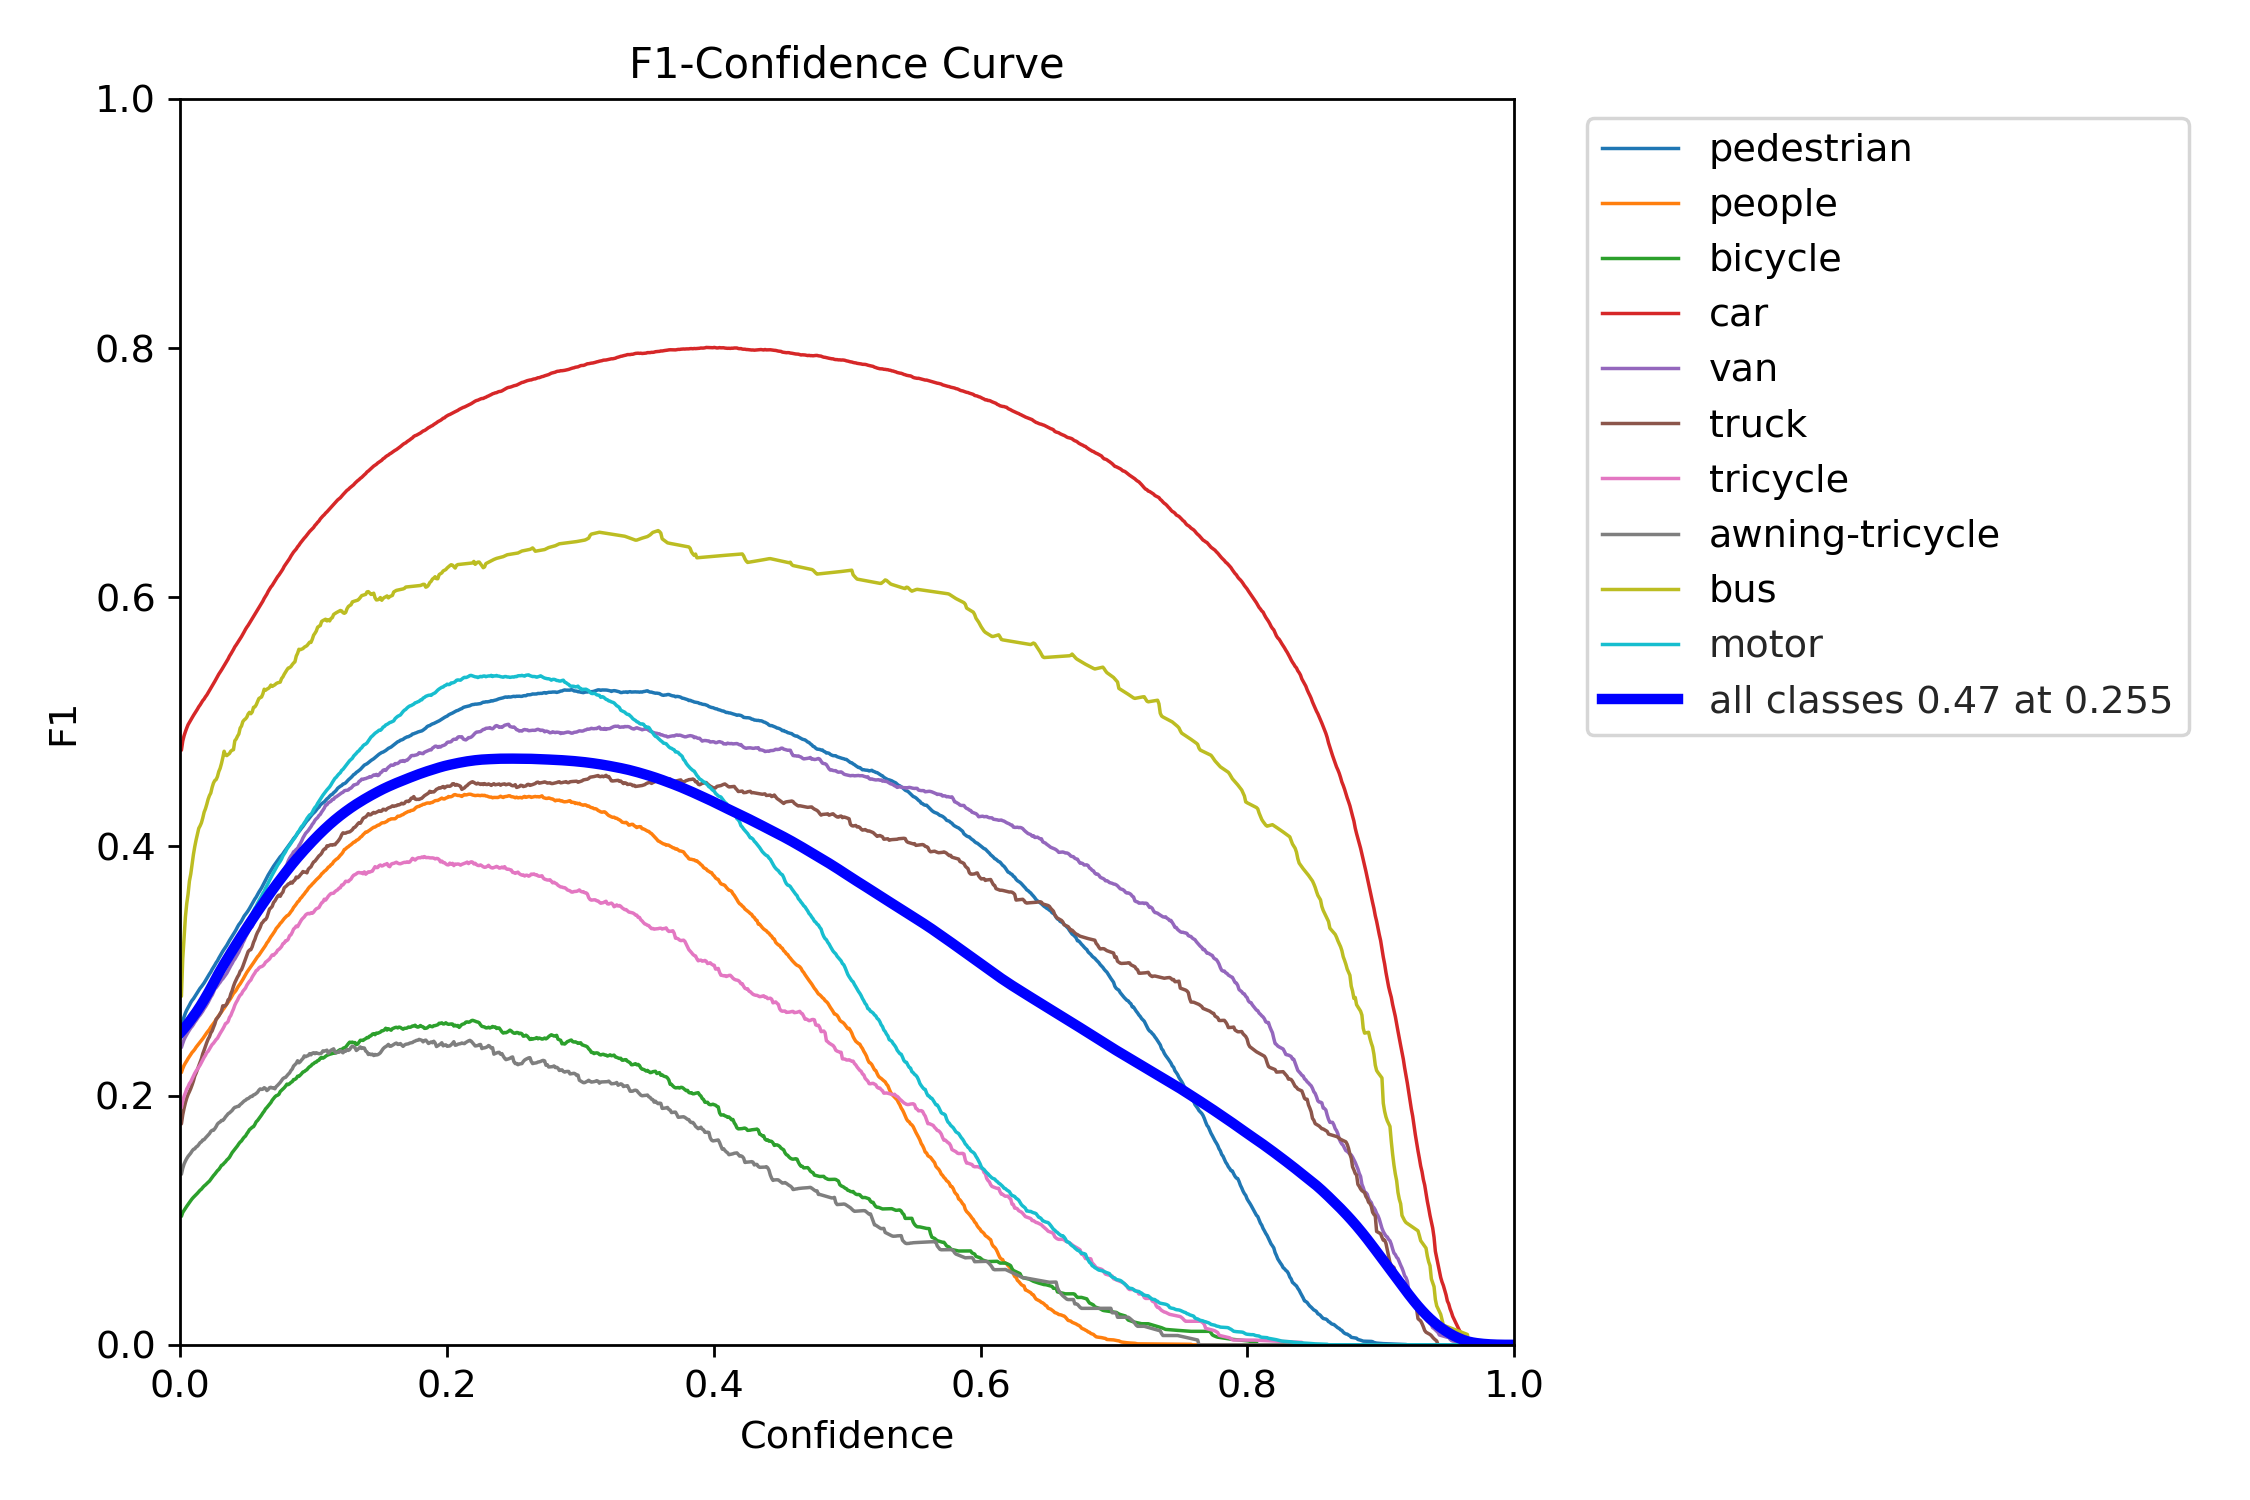 F1-Confidence Curve
1.0
0.8
0.6
0.4
0.2
0.0
F1
0.0 0.2 0.4 0.6 0.8 1.0
Confidence
pedestrian
people
bicycle
car
van
truck
tricycle
awning-tricycle
bus
motor
all classes 0.47 at 0.255